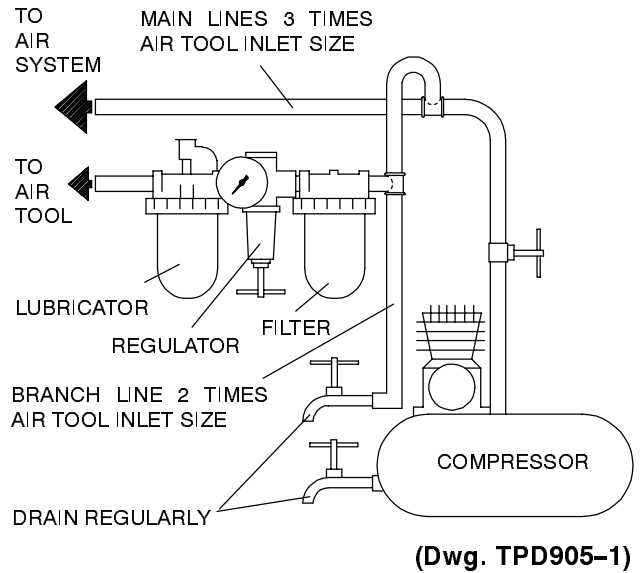 TO
AIR
SYSTEM
MAIN LINES 3 TIMES
AIR TOOL INLET SIZE
TO
AIR
TOOL
LUBRICATOR
REGULATOR
FILTER
BRANCH LINE 2 TIMES
AIR TOOL INLET SIZE
COMPRESSOR
DRAIN REGULARLY
(Dwg. TPD905–1)